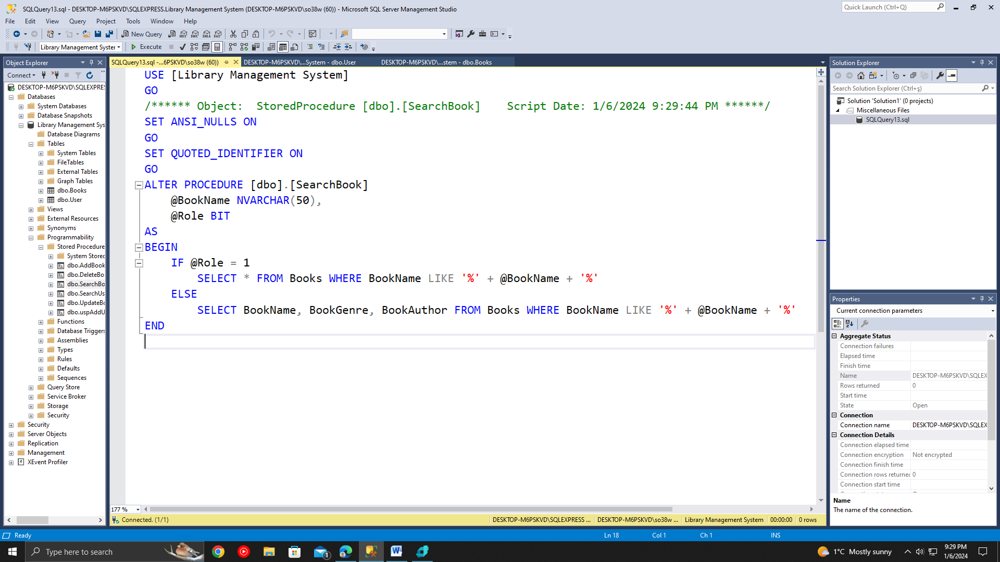 SQLQuery13.sql - DESKTOP-M6PSKVD\SQLEXPRESS.Library Management System (DESKTOP-M6PSKVD\so38w (60)) - Microsoft SQL Server Management Studio
Quick Launch (Ctrl+Q)
File Edit View Query Project Tools Window Help
New Query
Library Management System
Execute
Object Explorer
Connect
DESKTOP-M6PSKVD\SQLEXPRE
Databases
System Databases
Database Snapshots
Library Management Sys
Database Diagrams
Tables
System Tables
FileTables
External Tables
Graph Tables
dbo.Books
dbo.User
Views
External Resources
Synonyms
Programmability
Stored Procedure
System Stored
dbo.AddBook
dbo.DeleteBo
dbo.SearchBo
dbo.SearchUs
dbo.UpdateBo
dbo.uspAddU
Functions
Database Triggers
Assemblies
Types
Rules
Defaults
Sequences
Query Store
Service Broker
Storage
Security
Security
Server Objects
Replication
Management
XEvent Profiler
SQLQuery13.sql -...6PSKVD\so38w (60)) DESKTOP-M6PSKVD\...System - dbo.User DESKTOP-M6PSKVD\...stem - dbo.Books
USE [Library Management System]
GO
/****** Object:  StoredProcedure [dbo].[SearchBook]    Script Date: 1/6/2024 9:29:44 PM ******/
SET ANSI_NULLS ON
GO
SET QUOTED_IDENTIFIER ON
GO
ALTER PROCEDURE [dbo].[SearchBook]
@BookName NVARCHAR(50),
@Role BIT
AS
BEGIN
IF @Role = 1
SELECT * FROM Books WHERE BookName LIKE '%' + @BookName + '%'
ELSE
SELECT BookName, BookGenre, BookAuthor FROM Books WHERE BookName LIKE '%' + @BookName + '%'
END
177 %
Connected. (1/1)
DESKTOP-M6PSKVD\SQLEXPRESS ... DESKTOP-M6PSKVD\so38w ... Library Management System 00:00:00 0 rows
Solution Explorer
Search Solution Explorer (Ctrl+ş)
Solution 'Solution1' (0 projects)
Miscellaneous Files
SQLQuery13.sql
Properties
Current connection parameters
Aggregate Status
Connection failures
Elapsed time
Finish time
Name DESKTOP-M6PSKVD\SQLEX
Rows returned 0
Start time
State Open
Connection
Connection name DESKTOP-M6PSKVD\SQLEX
Connection Details
Connection elapsed time
Connection encryption Not encrypted
Connection finish time
Connection rows returned 0
Connection start time
Name
The name of the connection.
Ready Ln 18 Col 1 Ch 1 INS
Type here to search
1
1°C Mostly sunny
9:29 PM
1/6/2024